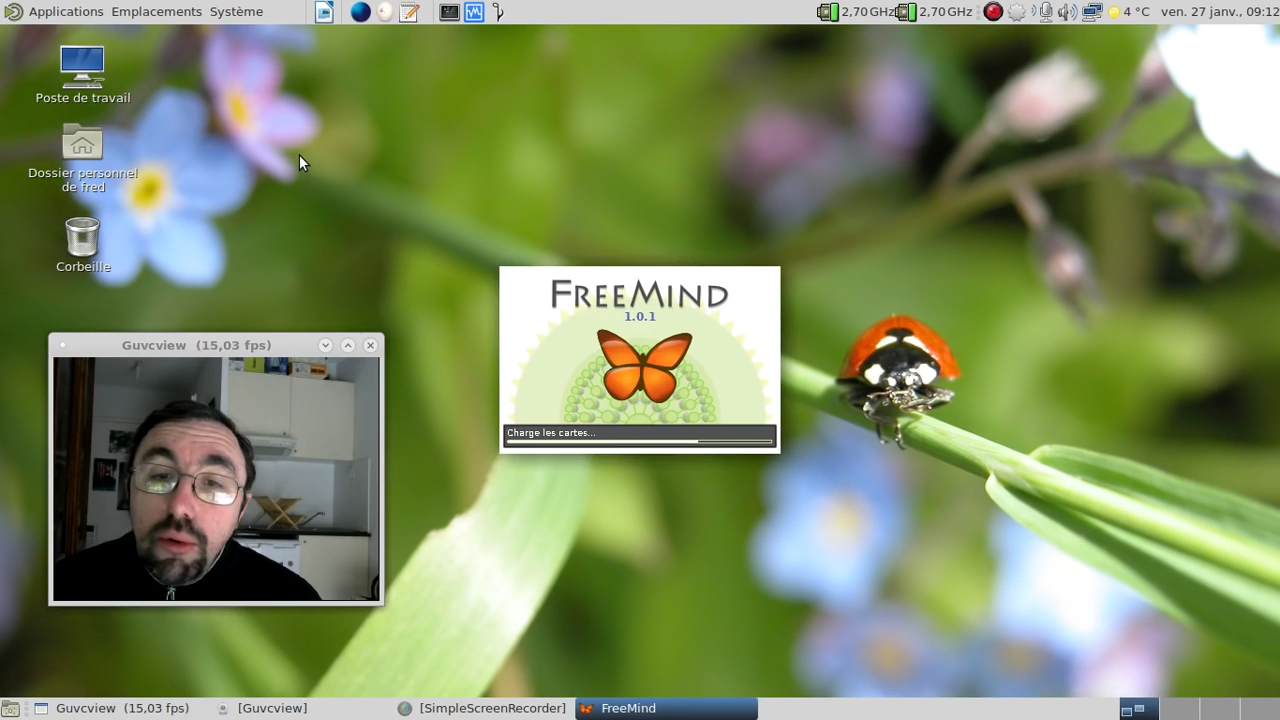 Applications Emplacements Système
2,70 GHz 2,70 GHz 4 °C ven. 27 janv., 09:12
Poste de travail
Dossier personnel
de fred
Corbeille
Guvcview (15,03 fps)
FREEMIND
1.0.1
Charge les cartes...
Guvcview (15,03 fps) [Guvcview] [SimpleScreenRecorder] FreeMind